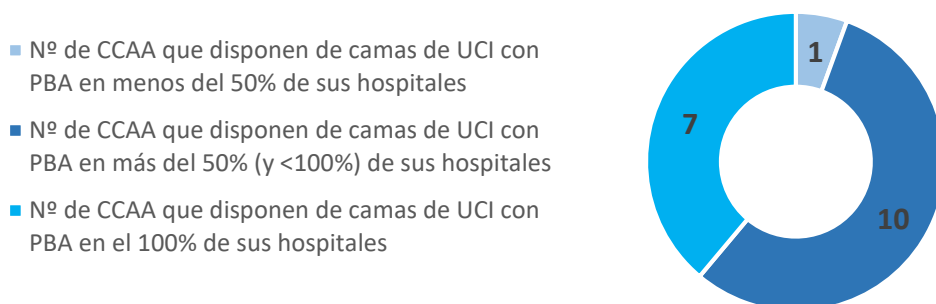 Nº de CCAA que disponen de camas de UCI con
PBA en menos del 50% de sus hospitales
Nº de CCAA que disponen de camas de UCI con
PBA en más del 50% (y <100%) de sus hospitales
Nº de CCAA que disponen de camas de UCI con
PBA en el 100% de sus hospitales
1
7
10